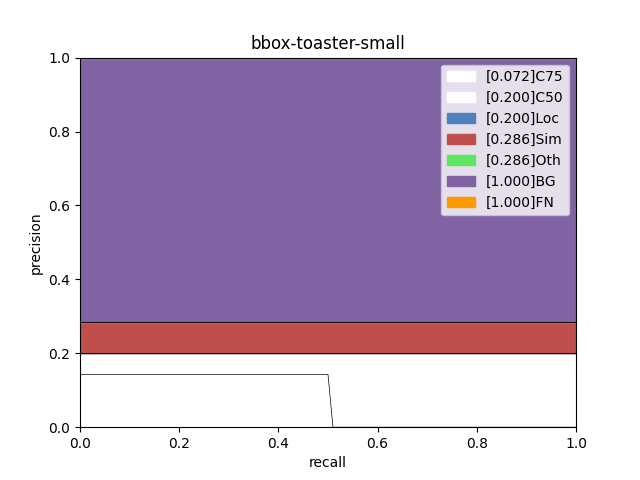 bbox-toaster-small
1.0
0.8
0.6
0.4
0.2
0.0
precision
[0.072]C75
[0.200]C50
[0.200]Loc
[0.286]Sim
[0.286]Oth
[1.000]BG
[1.000]FN
0.0 0.2 0.4 0.6 0.8 1.0
recall